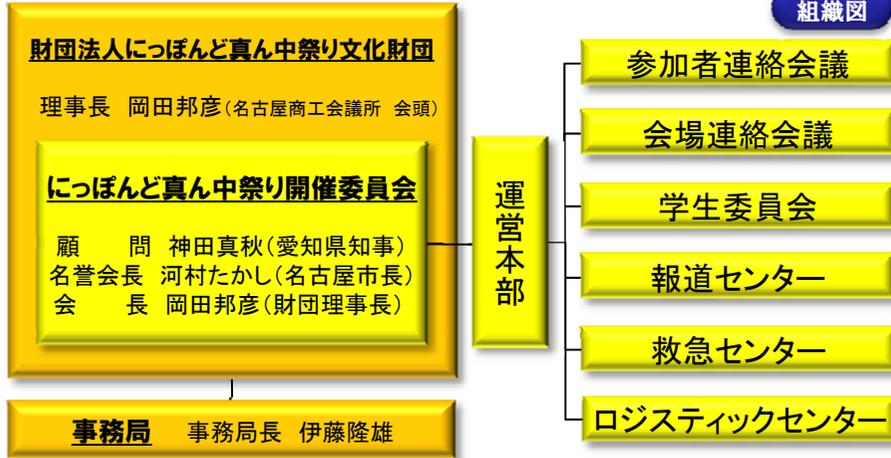 組織図
財団法人にっぽんど真ん中祭り文化財団
理事長　岡田邦彦(名古屋商工会議所　会頭)
にっぽんど真ん中祭り開催委員会
顧　　問　神田真秋(愛知県知事)
名誉会長　河村たかし(名古屋市長)
会　　長　岡田邦彦(財団理事長)
事務局　事務局長　伊藤隆雄
運営本部
参加者連絡会議
会場連絡会議
学生委員会
報道センター
救急センター
ロジスティックセンター